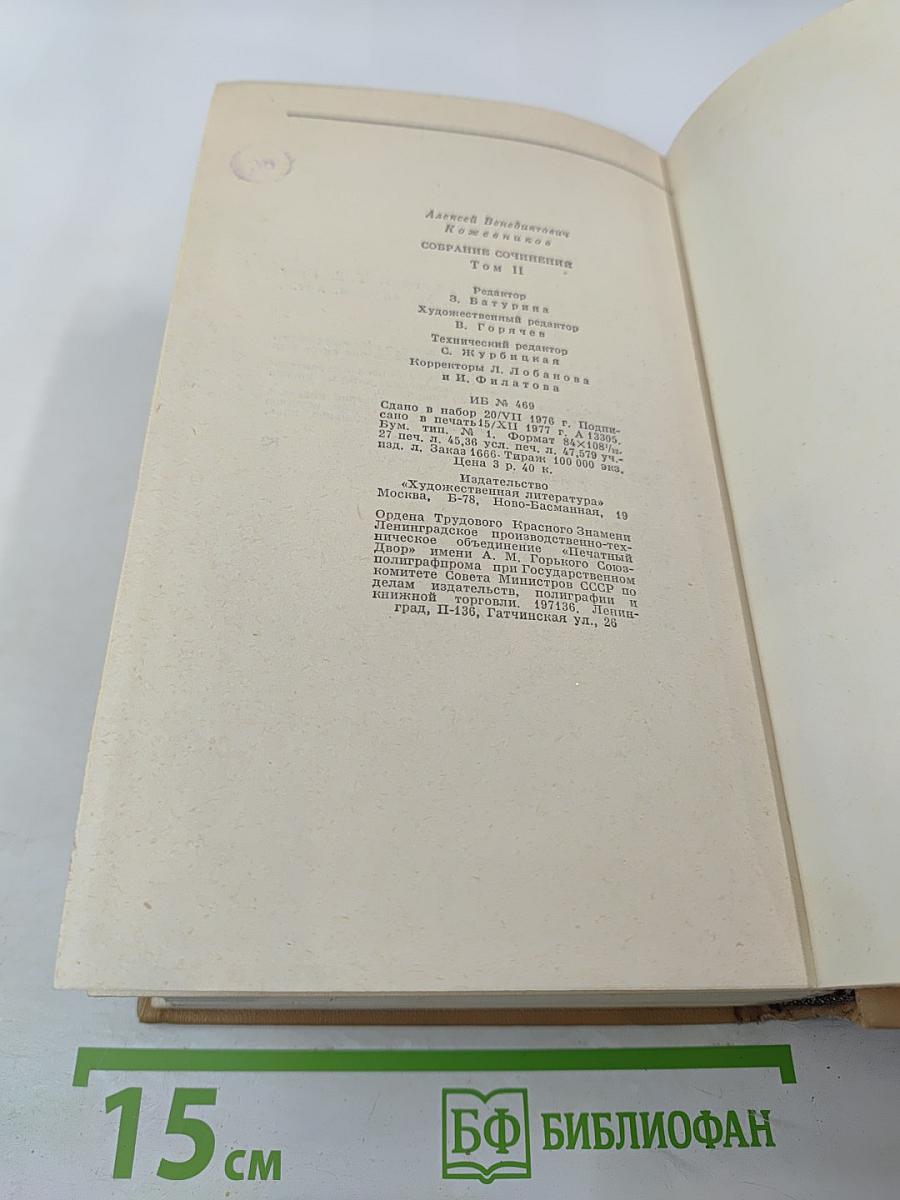 Алексей Венедиктович
Кожевников
СОБРАНИЕ СОЧИНЕНИЙ
Том II
Редактор
З. Батурина
Художественный редактор
В. Горячев
Технический редактор
С. Журбицкая
Корректоры Л. Лобанова
и И. Филатова
ИБ № 469
Сдано в набор 20/VII 1976 г. Подпи-
сано в печать 15/XII 1977 г. А 13305.
Бум. тип. № 1. Формат 84×108¹/₃₂.
27 печ. л. 45,36 усл. печ. л. 47,579 уч.-
изд. л. Заказ 1666. Тираж 100 000 экз.
Цена 3 р. 40 к.
Издательство
«Художественная литература»
Москва, Б-78, Ново-Басманная, 19
Ордена Трудового Красного Знамени
Ленинградское производственно-тех-
ническое объединение «Печатный
Двор» имени А. М. Горького Союз-
полиграфпрома при Государственном
комитете Совета Министров СССР по
делам издательств, полиграфии и
книжной торговли. 197136. Ленин-
град, П-136, Гатчинская ул., 26
15 см
БФ БИБЛИОФАН